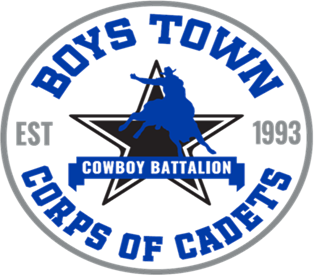 BOYS TOWN
EST 1993
COWBOY BATTALION
CORPS OF CADETS